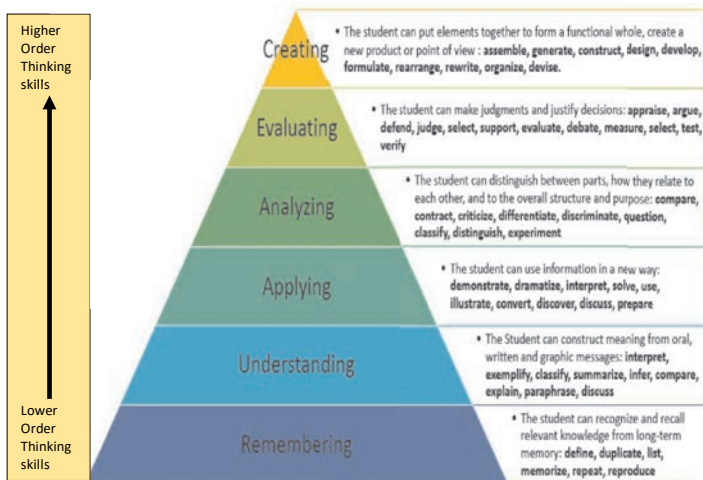 Higher
Order
Thinking
skills
Lower
Order
Thinking
skills
Creating
• The student can put elements together to form a functional whole, create a
new product or point of view : assemble, generate, construct, design, develop,
formulate, rearrange, rewrite, organize, devise.
Evaluating
• The student can make judgments and justify decisions: appraise, argue,
defend, judge, select, support, evaluate, debate, measure, select, test,
verify
Analyzing
• The student can distinguish between parts, how they relate to
each other, and to the overall structure and purpose: compare,
contract, criticize, differentiate, discriminate, question,
classify, distinguish, experiment
Applying
• The student can use information in a new way:
demonstrate, dramatize, interpret, solve, use,
illustrate, convert, discover, discuss, prepare
Understanding
• The Student can construct meaning from oral,
written and graphic messages: interpret,
exemplify, classify, summarize, infer, compare,
explain, paraphrase, discuss
Remembering
• The student can recognize and recall
relevant knowledge from long-term
memory: define, duplicate, list,
memorize, repeat, reproduce